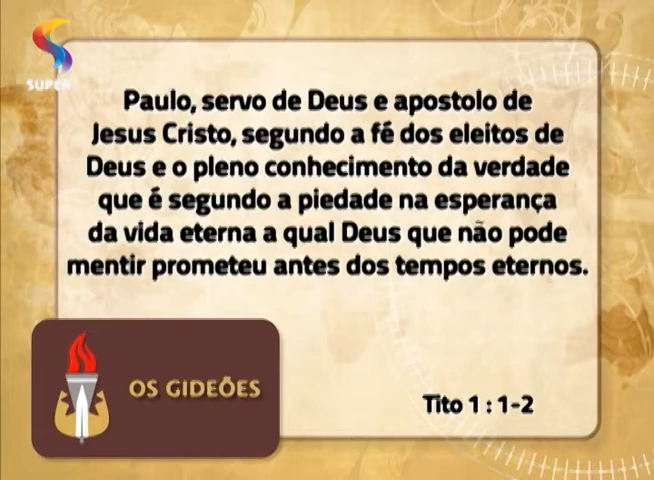 SUPER
Paulo, servo de Deus e apostolo de
Jesus Cristo, segundo a fé dos eleitos de
Deus e o pleno conhecimento da verdade
que é segundo a piedade na esperança
da vida eterna a qual Deus que não pode
mentir prometeu antes dos tempos eternos.
OS GIDEÕES
Tito 1 : 1-2